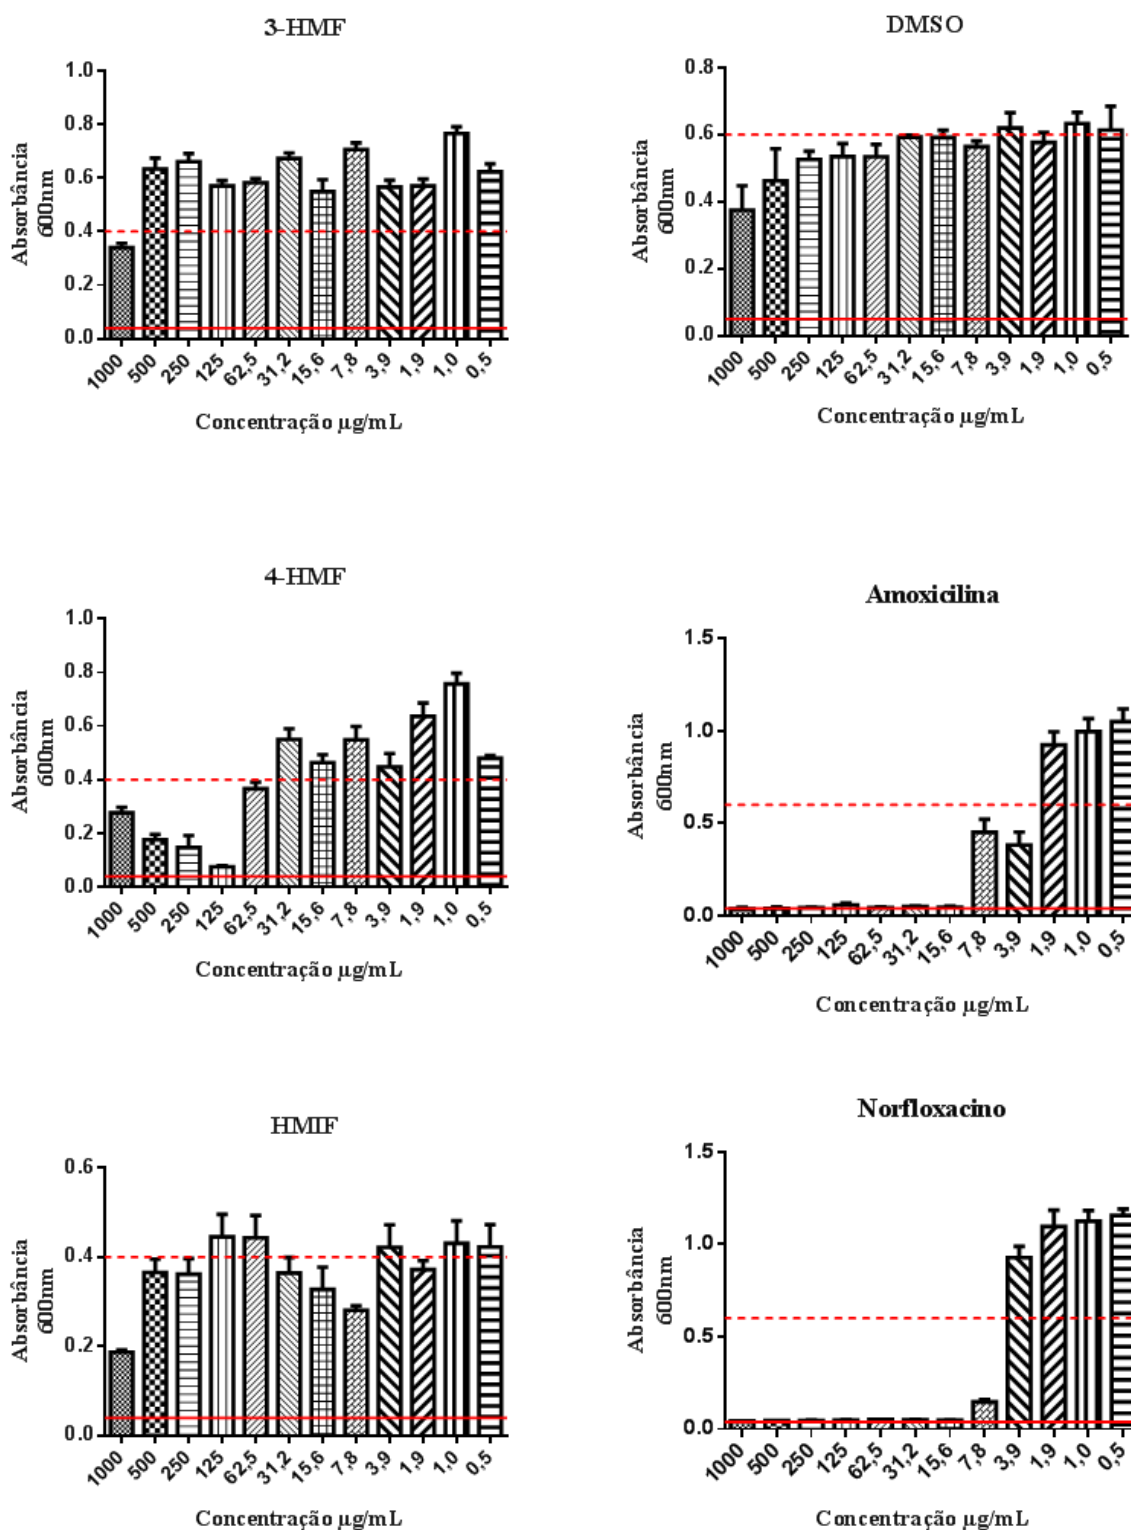 3-HMF
Absorbância
600nm
1.0
0.8
0.6
0.4
0.2
0.0
1000 500 250 125 62,5 31,2 15,6 7,8 3,9 1,9 1,0 0,5
Concentração µg/mL
DMSO
Absorbância
600nm
0.8
0.6
0.4
0.2
0.0
1000 500 250 125 62,5 31,2 15,6 7,8 3,9 1,9 1,0 0,5
Concentração µg/mL
4-HMF
Absorbância
600nm
1.0
0.8
0.6
0.4
0.2
0.0
1000 500 250 125 62,5 31,2 15,6 7,8 3,9 1,9 1,0 0,5
Concentração µg/mL
Amoxicilina
Absorbância
600nm
1.5
1.0
0.5
0.0
1000 500 250 125 62,5 31,2 15,6 7,8 3,9 1,9 1,0 0,5
Concentração µg/mL
HMIF
Absorbância
600nm
0.6
0.4
0.2
0.0
1000 500 250 125 62,5 31,2 15,6 7,8 3,9 1,9 1,0 0,5
Concentração µg/mL
Norfloxacino
Absorbância
600nm
1.5
1.0
0.5
0.0
1000 500 250 125 62,5 31,2 15,6 7,8 3,9 1,9 1,0 0,5
Concentração µg/mL